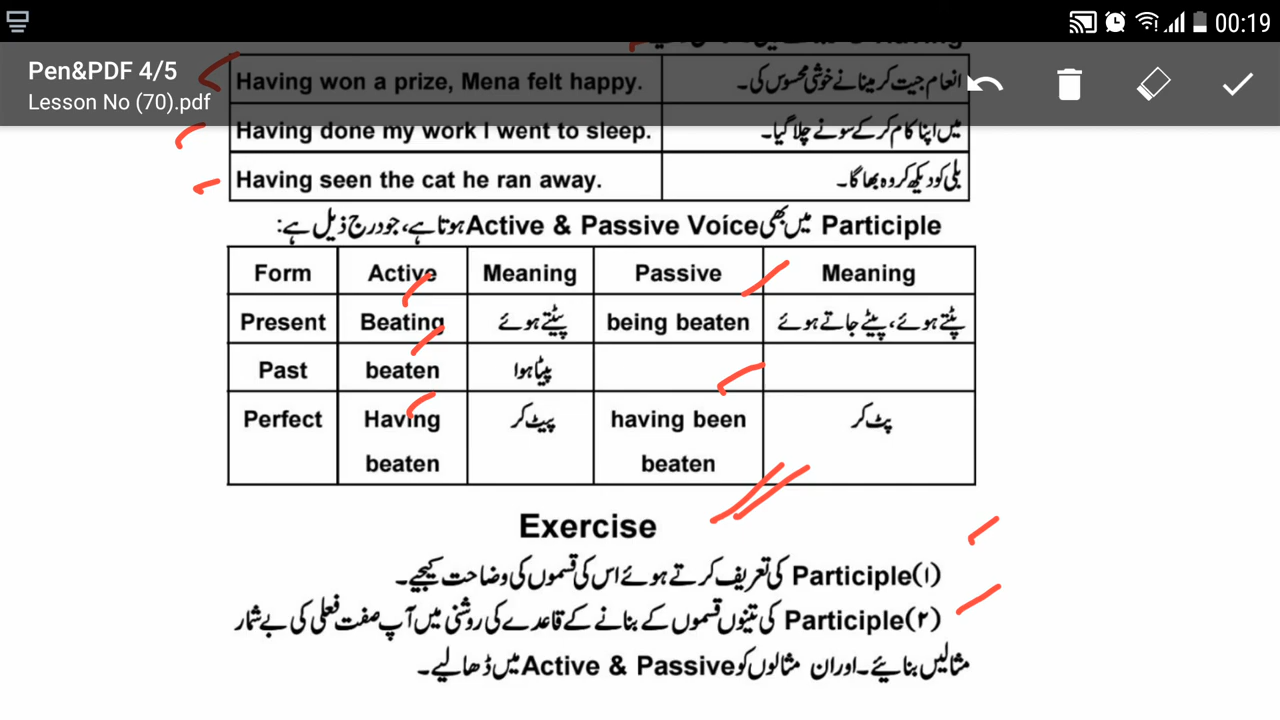 00:19
Pen&PDF 4/5
Lesson No (70).pdf
Having won a prize, Mena felt happy. انعام جیت کر مینا نے خوشی محسوس کی۔
Having done my work I went to sleep. میں اپنا کام کر کے سونے چلا گیا۔
Having seen the cat he ran away. بلی کو دیکھ کر وہ بھاگا۔
Participle میں بھی Active & Passive Voice ہوتا ہے، جو درج ذیل ہے:
Form Active Meaning Passive Meaning
Present Beating پیٹتے ہوئے being beaten پٹتے ہوئے، پیٹے جاتے ہوئے
Past beaten پیٹا ہوا
Perfect Having پیٹ کر having been پٹ کر
beaten beaten
Exercise
(۱) Participle کی تعریف کرتے ہوئے اس کی قسموں کی وضاحت کیجیے۔
(۲) Participle کی تینوں قسموں کے بنانے کے قاعدے کی روشنی میں آپ صفت فعلی کی بے شمار
مثالیں بنائیے۔ اور ان مثالوں کو Active & Passive میں ڈھالیے۔